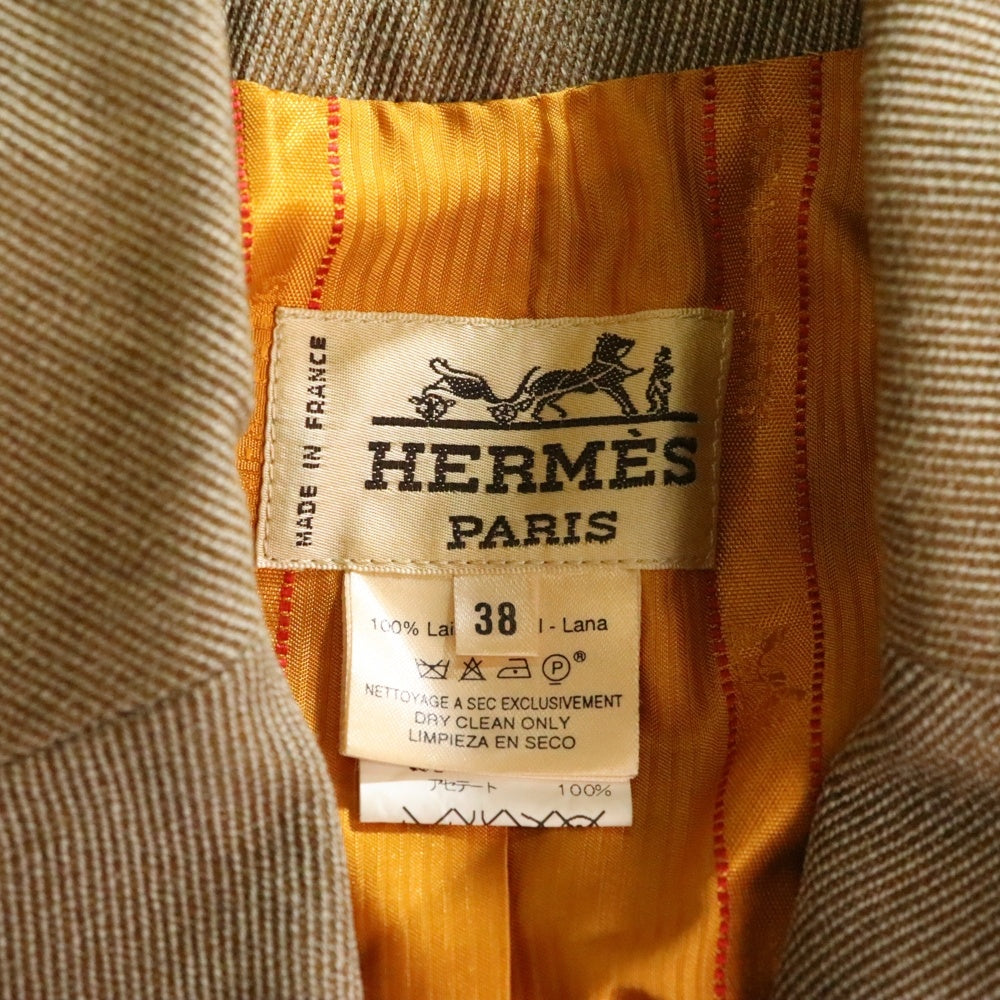 MADE IN FRANCE
HERMÈS
PARIS
38
100% Lai l - Lana
P ®
NETTOYAGE A SEC EXCLUSIVEMENT
DRY CLEAN ONLY
LIMPIEZA EN SECO
アセテート 100%